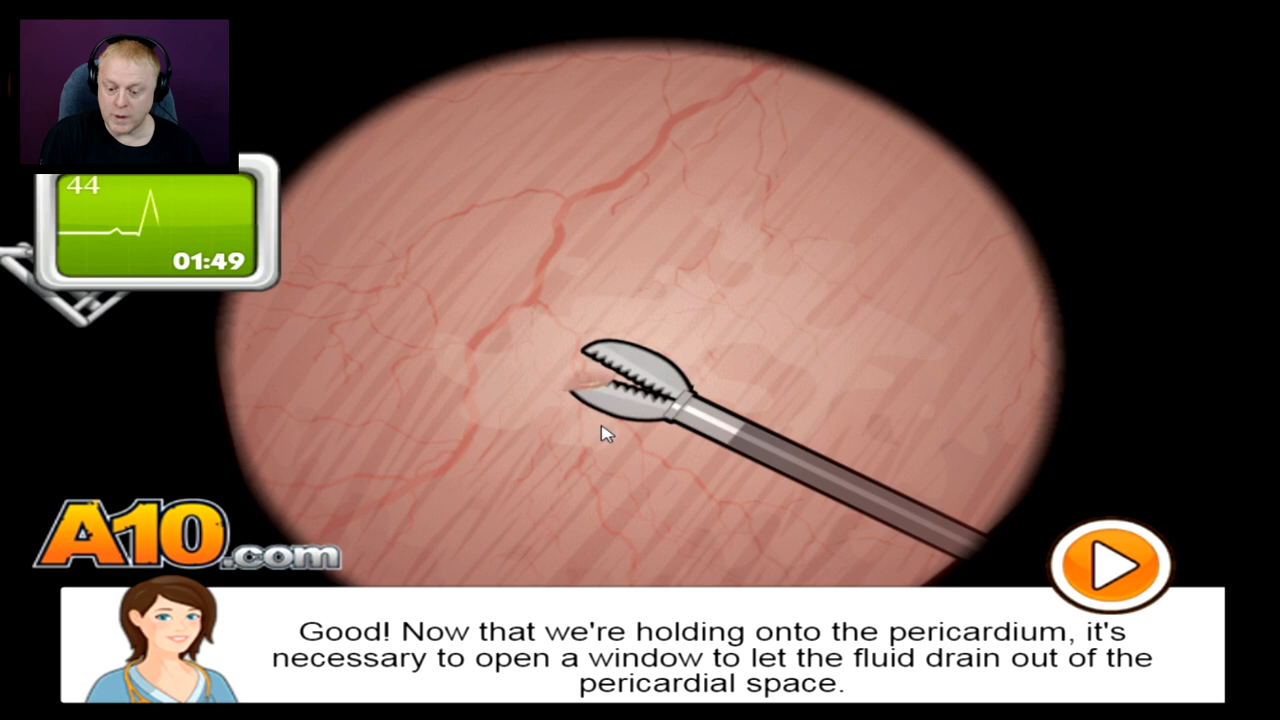 44
01:49
A10.com
Good! Now that we're holding onto the pericardium, it's
necessary to open a window to let the fluid drain out of the
pericardial space.